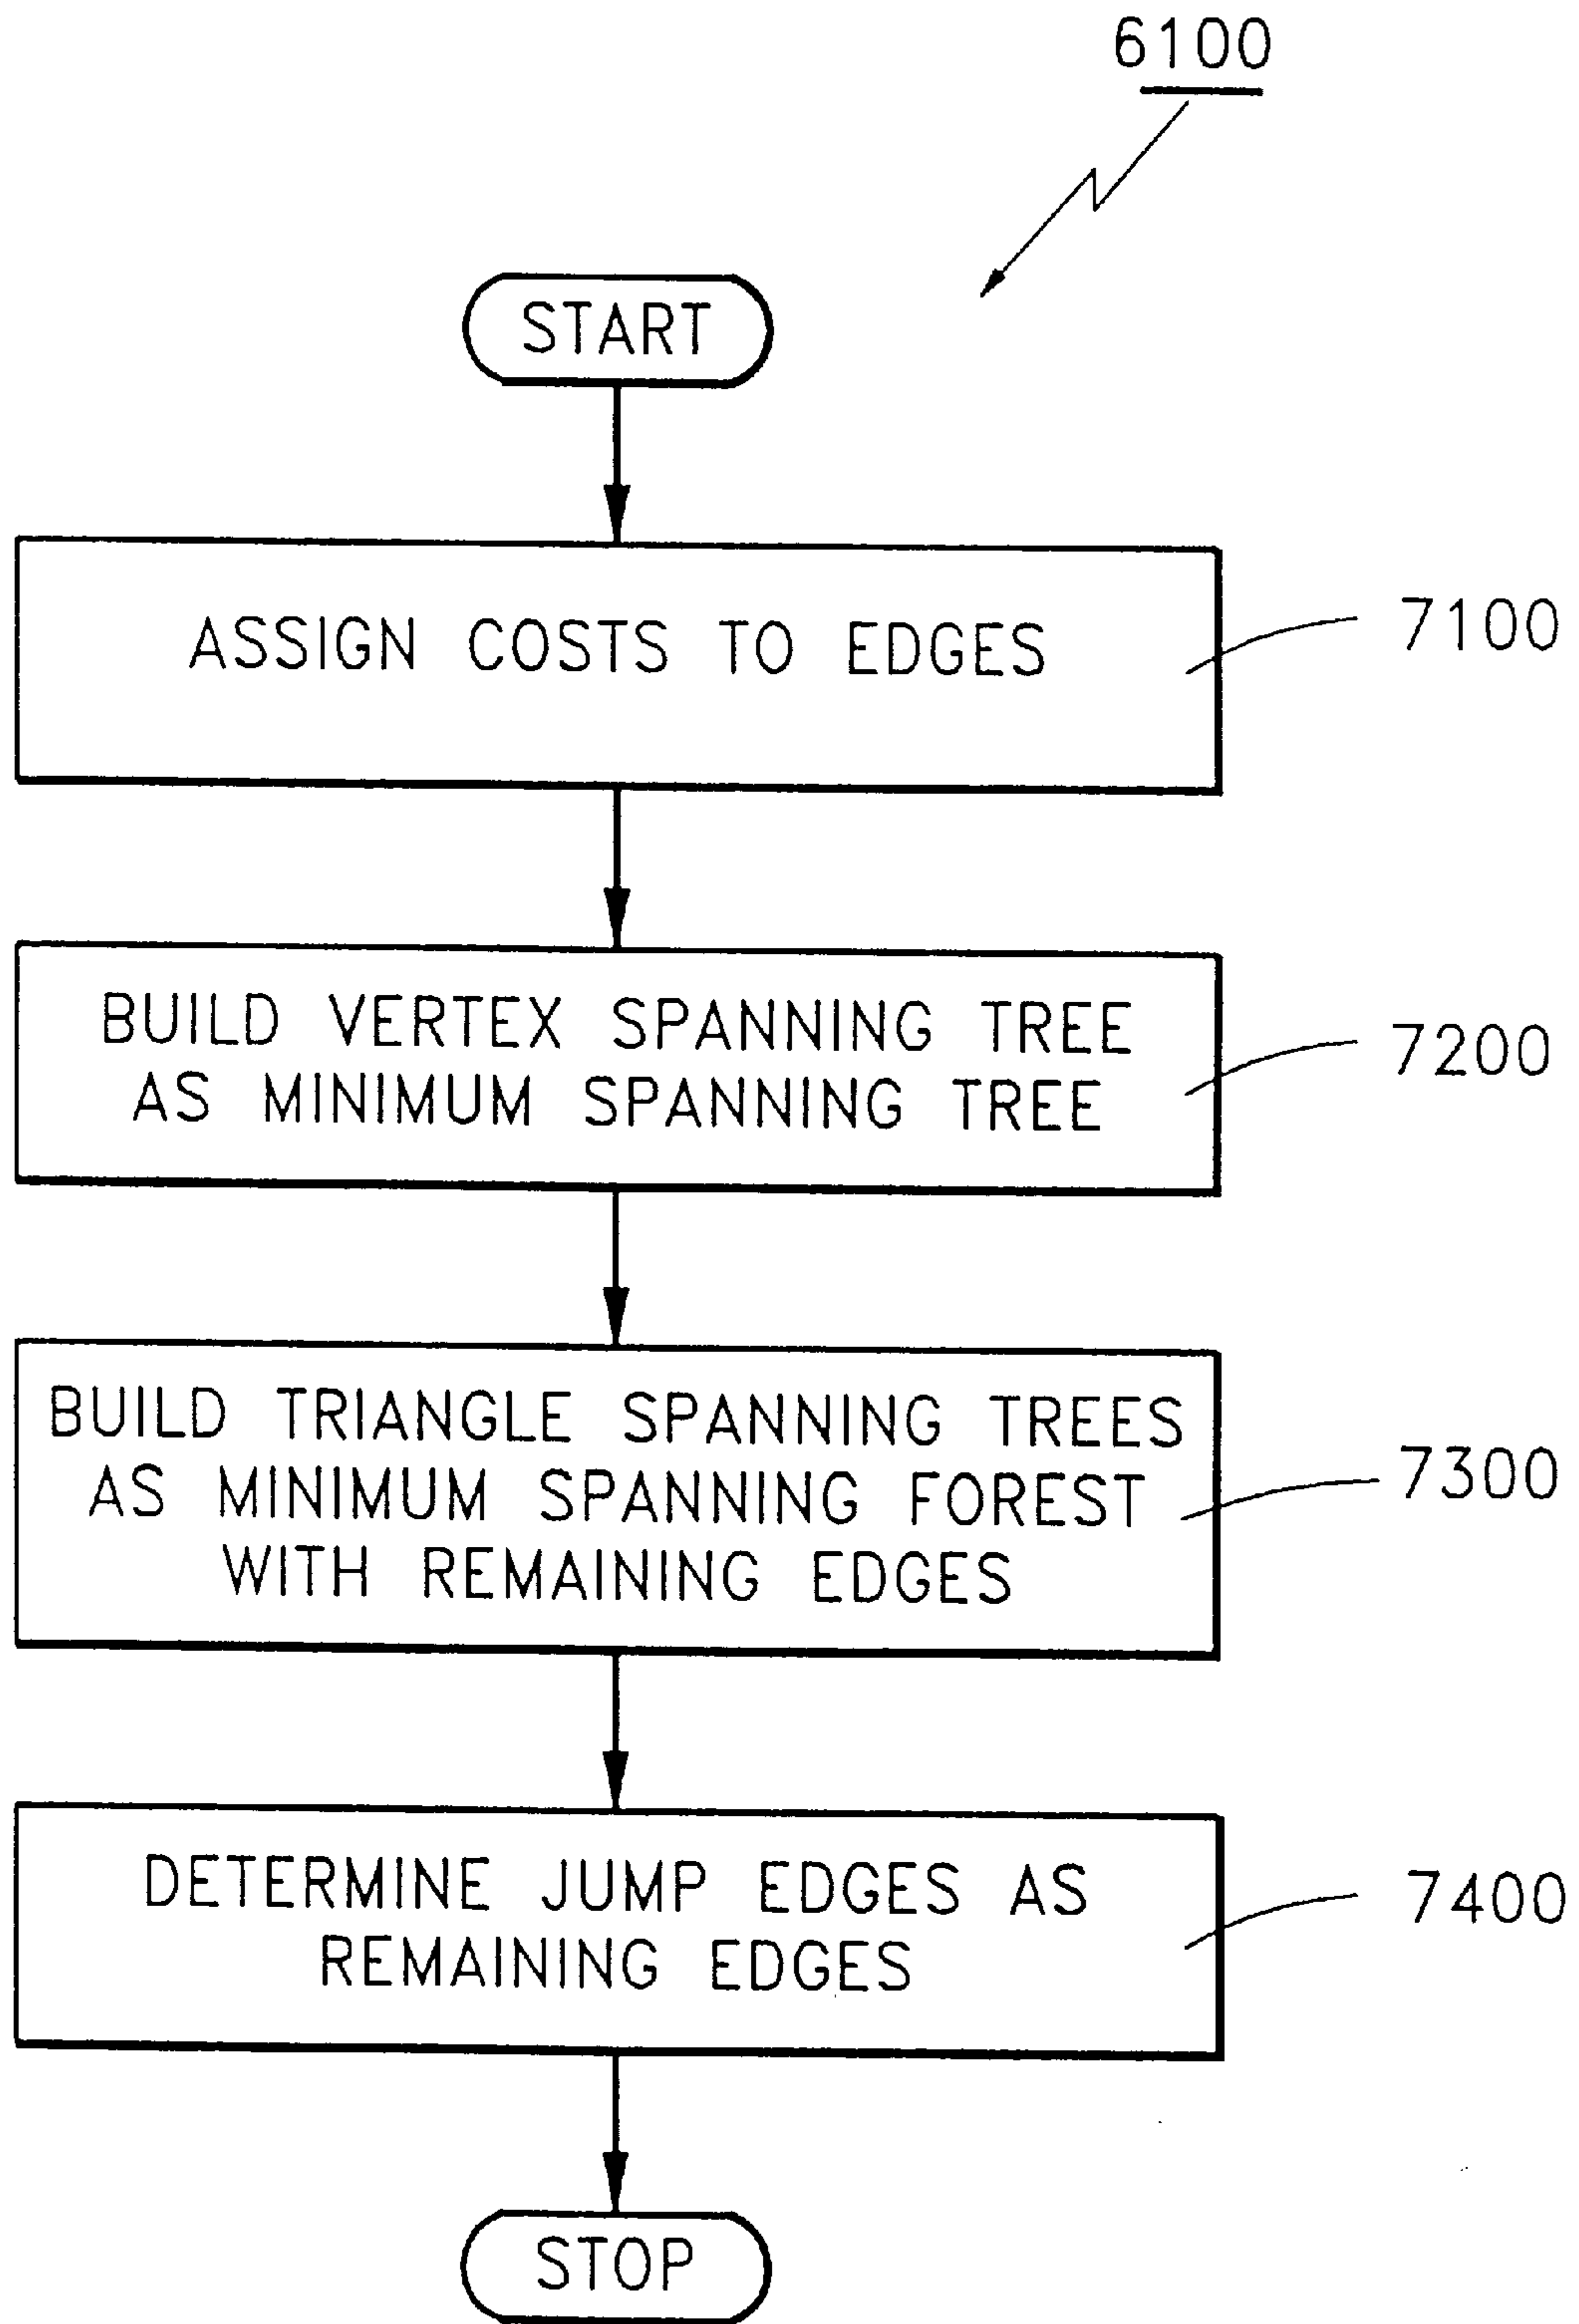 6100
START
ASSIGN COSTS TO EDGES
7100
BUILD VERTEX SPANNING TREE
AS MINIMUM SPANNING TREE
7200
BUILD TRIANGLE SPANNING TREES
AS MINIMUM SPANNING FOREST
WITH REMAINING EDGES
7300
DETERMINE JUMP EDGES AS
REMAINING EDGES
7400
STOP